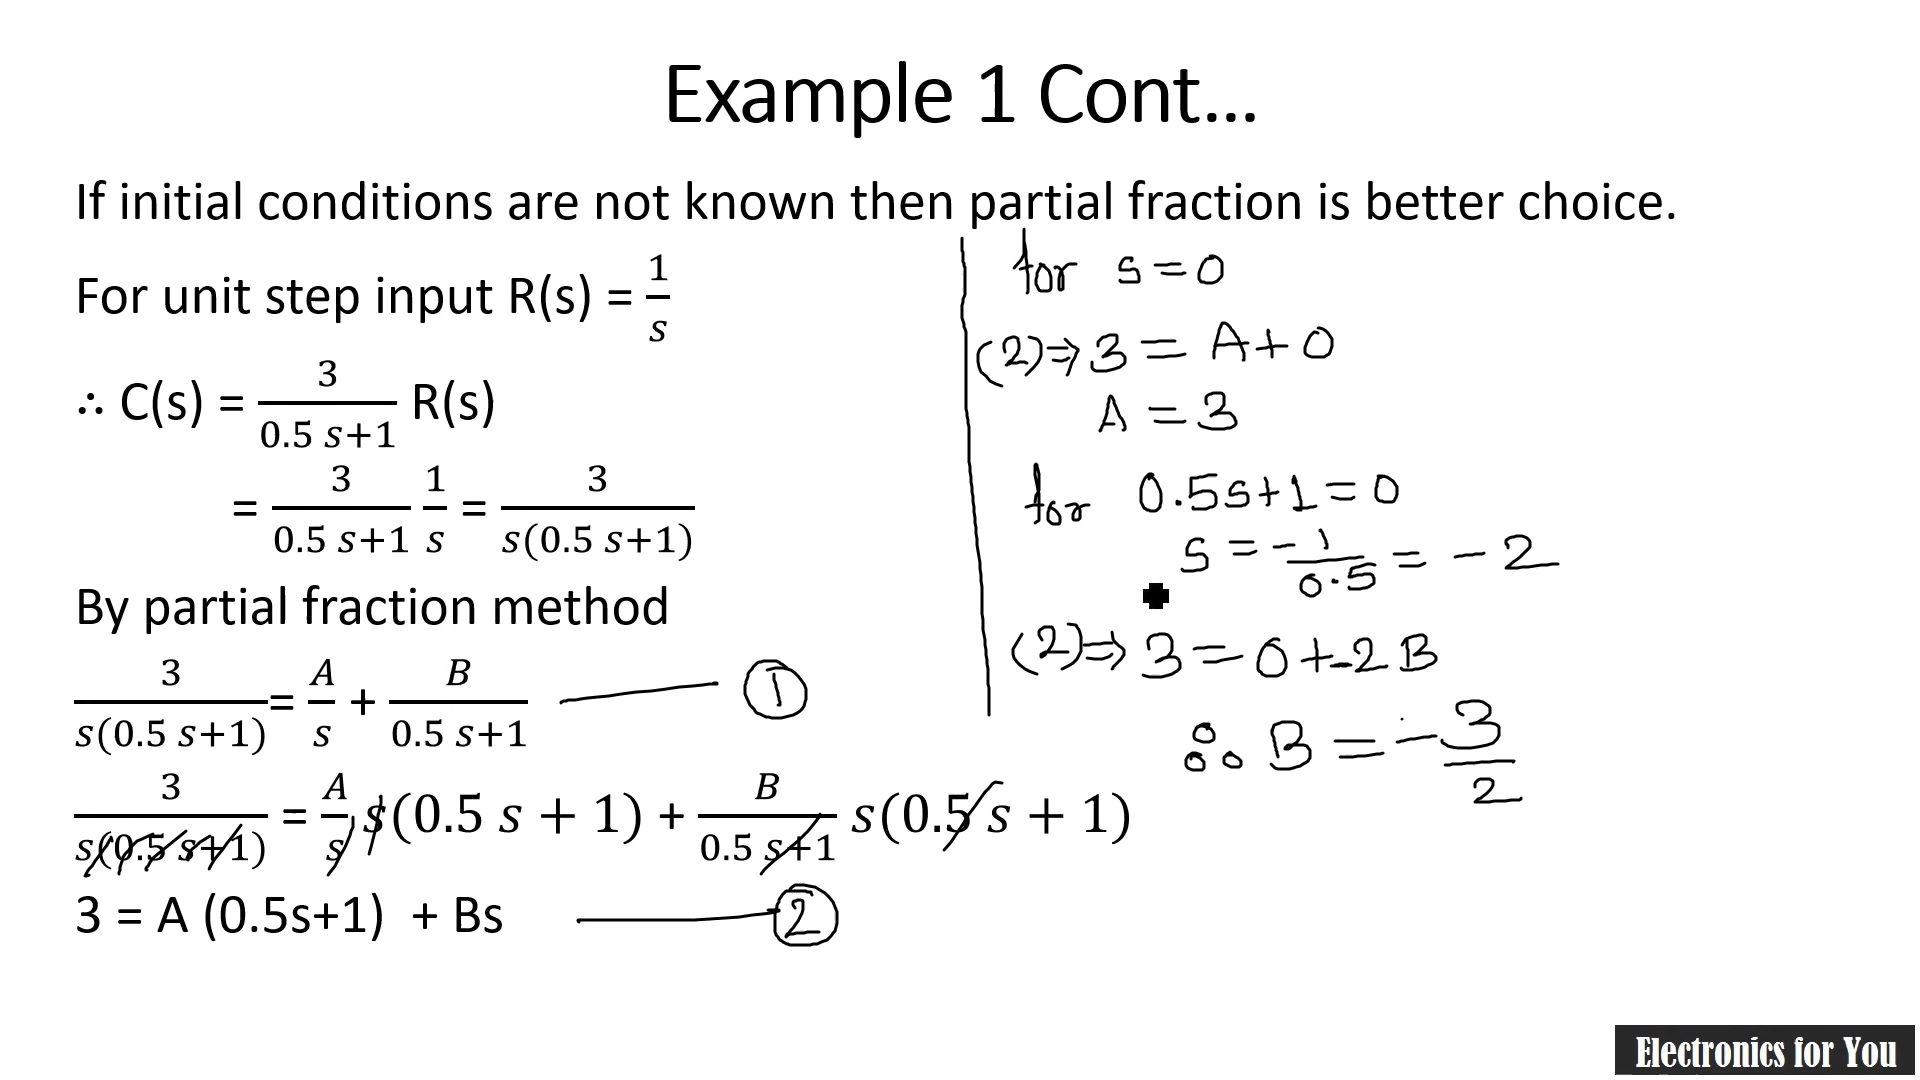 Example 1 Cont...
If initial conditions are not known then partial fraction is better choice.
For unit step input R(s) = 1/s
∴ C(s) = 3/(0.5 s+1) R(s)
= 3/(0.5 s+1) 1/s = 3/(s(0.5 s+1))
By partial fraction method
3/(s(0.5 s+1)) = A/s + B/(0.5 s+1) —— ①
3/(s(0.5 s+1)) = A/s s(0.5 s + 1) + B/(0.5 s+1) s(0.5 s + 1)
3 = A (0.5s+1) + Bs —— ②
for s = 0
(2)⇒ 3 = A + 0
A = 3
for 0.5s+1 = 0
s = -1/0.5 = -2
(2)⇒ 3 = 0 + -2 B
∴ B = -3/2
Electronics for You